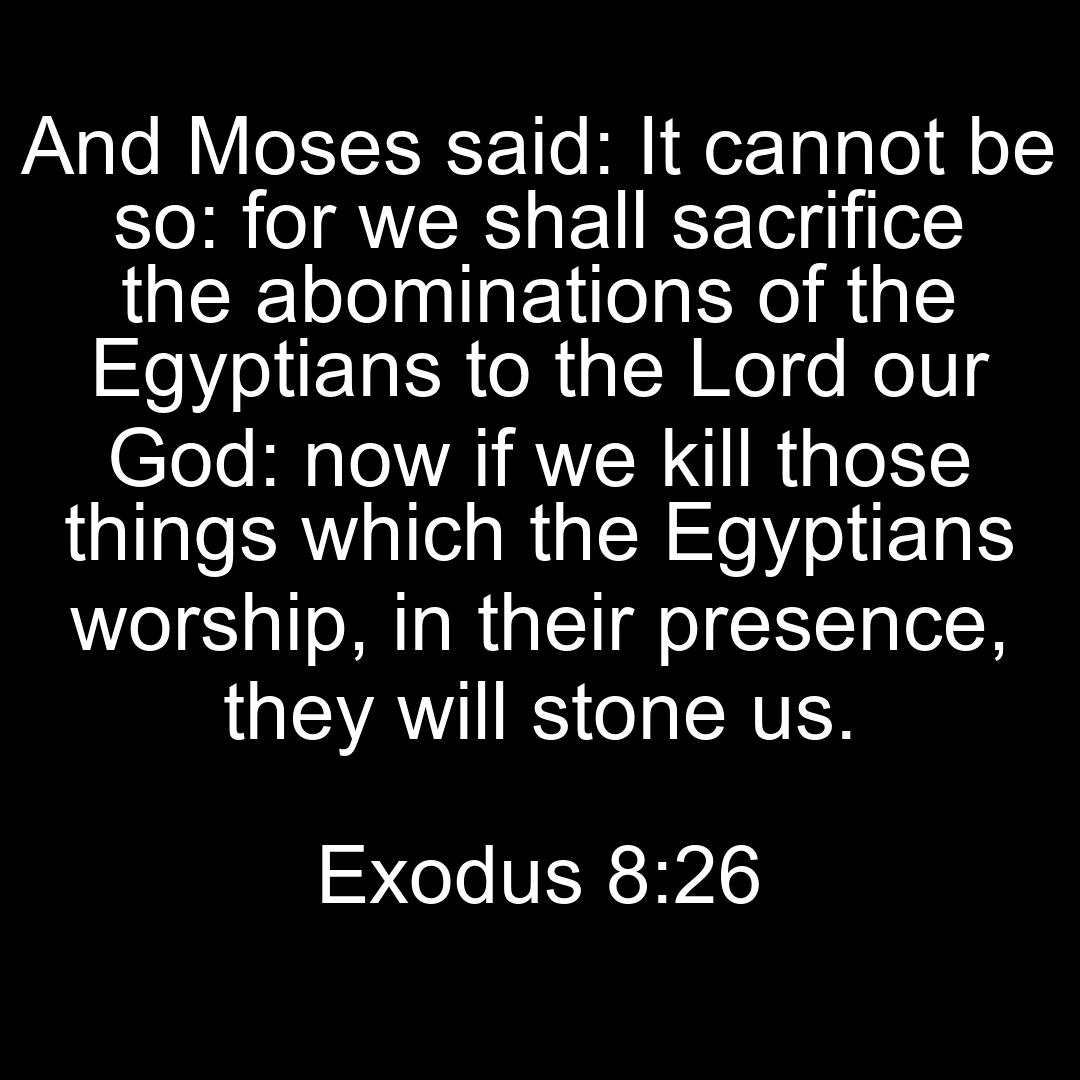 And Moses said: It cannot be
so: for we shall sacrifice
the abominations of the
Egyptians to the Lord our
God: now if we kill those
things which the Egyptians
worship, in their presence,
they will stone us.
Exodus 8:26